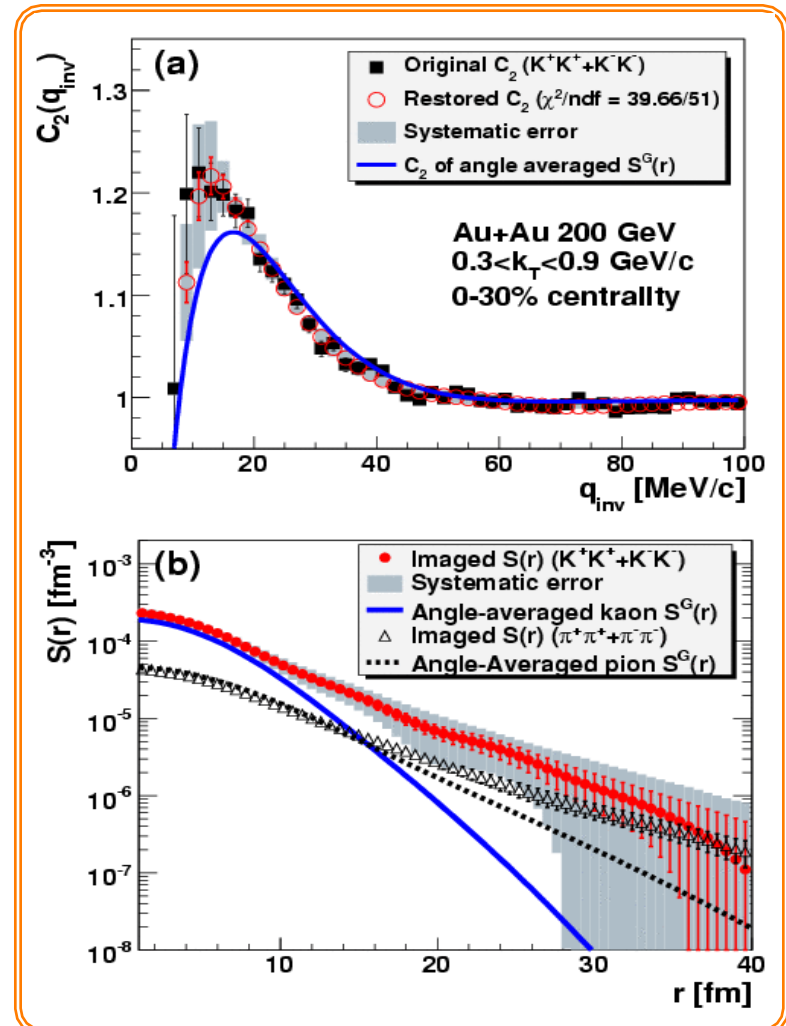 (a)
Original C₂ (K⁺K⁺+K⁻K⁻)
Restored C₂ (χ²/ndf = 39.66/51)
Systematic error
C₂ of angle averaged Sᴳ(r)
Au+Au 200 GeV
0.3<k_T<0.9 GeV/c
0-30% centrality
C₂(q_inv)
1.3
1.2
1.1
1
0 20 40 60 80 100
q_inv [MeV/c]
(b)
Imaged S(r) (K⁺K⁺+K⁻K⁻)
Systematic error
Angle-averaged kaon Sᴳ(r)
Imaged S(r) (π⁺π⁺+π⁻π⁻)
Angle-Averaged pion Sᴳ(r)
S(r) [fm⁻³]
10⁻³
10⁻⁴
10⁻⁵
10⁻⁶
10⁻⁷
10⁻⁸
10 20 30 40
r [fm]